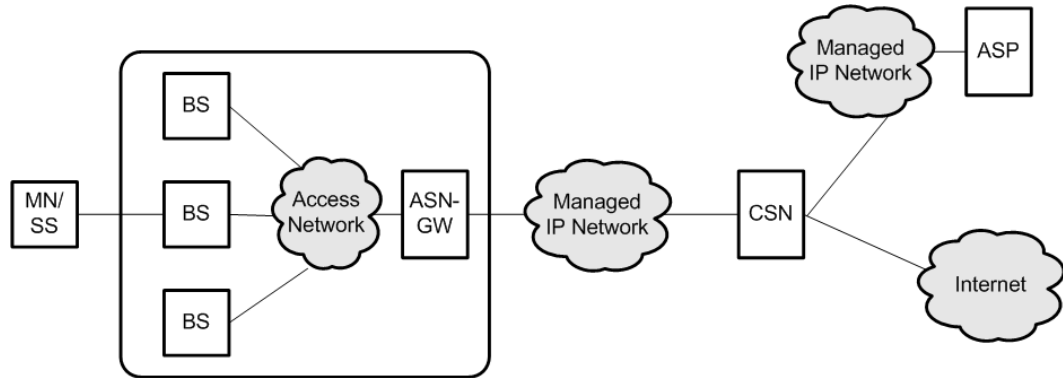 Managed
IP Network
ASP
BS
MN/
SS
BS
Access
Network
ASN-
GW
Managed
IP Network
CSN
BS
Internet